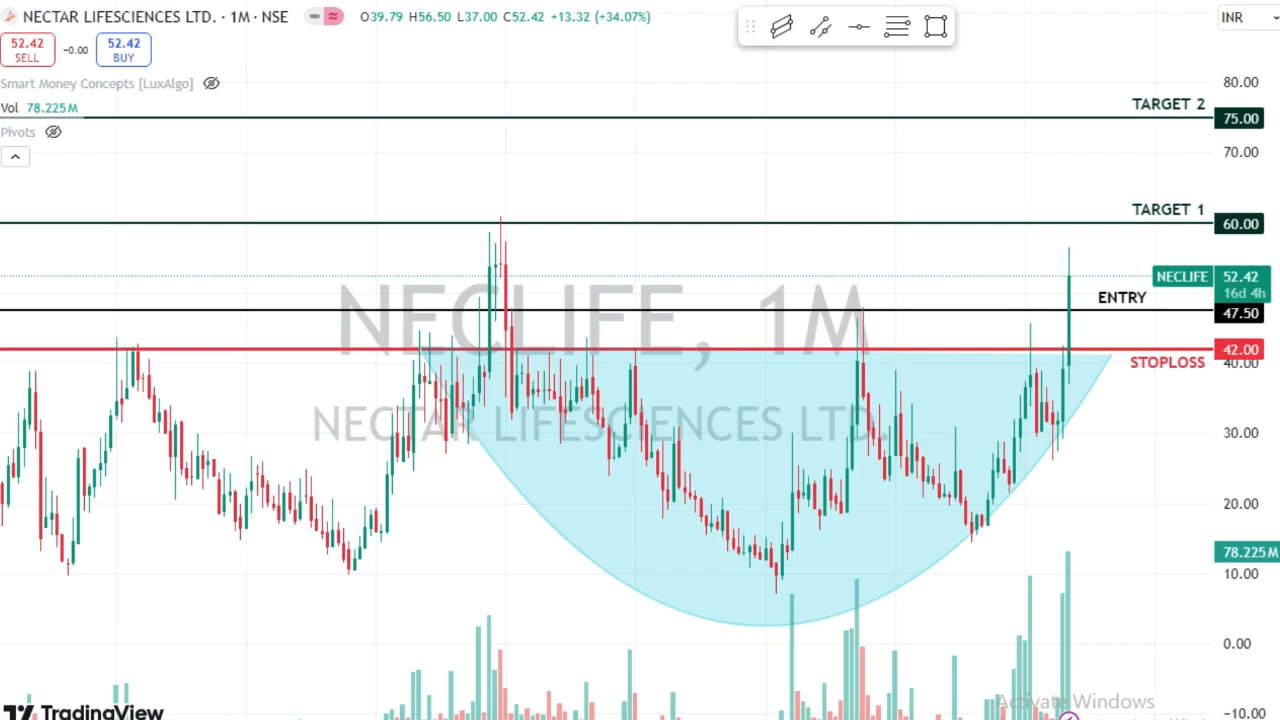 NECTAR LIFESCIENCES LTD. · 1M · NSE O39.79 H56.50 L37.00 C52.42 +13.32 (+34.07%)
INR
52.42 SELL -0.00 52.42 BUY
Smart Money Concepts [LuxAlgo]
Vol 78.225M
Pivots
80.00
TARGET 2
75.00
70.00
TARGET 1
60.00
NECLIFE 52.42
16d 4h
ENTRY
47.50
NECLIFE, 1M
42.00
40.00
STOPLOSS
NECTAR LIFESCIENCES LTD.
30.00
20.00
78.225M
10.00
0.00
Activate Windows
TradingView
-10.00